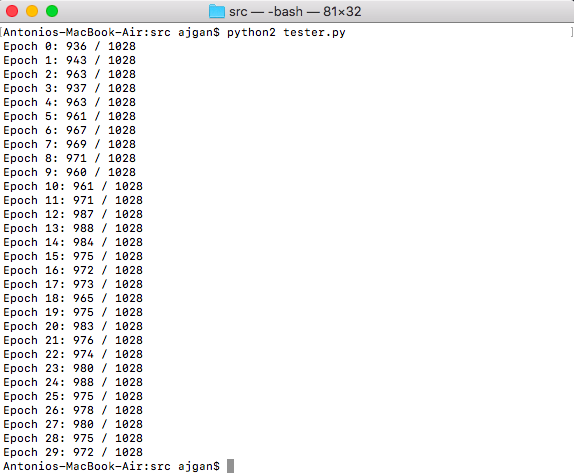 src — -bash — 81×32
[Antonios-MacBook-Air:src ajgan$ python2 tester.py ]
Epoch 0: 936 / 1028
Epoch 1: 943 / 1028
Epoch 2: 963 / 1028
Epoch 3: 937 / 1028
Epoch 4: 963 / 1028
Epoch 5: 961 / 1028
Epoch 6: 967 / 1028
Epoch 7: 969 / 1028
Epoch 8: 971 / 1028
Epoch 9: 960 / 1028
Epoch 10: 961 / 1028
Epoch 11: 971 / 1028
Epoch 12: 987 / 1028
Epoch 13: 988 / 1028
Epoch 14: 984 / 1028
Epoch 15: 975 / 1028
Epoch 16: 972 / 1028
Epoch 17: 973 / 1028
Epoch 18: 965 / 1028
Epoch 19: 975 / 1028
Epoch 20: 983 / 1028
Epoch 21: 976 / 1028
Epoch 22: 974 / 1028
Epoch 23: 980 / 1028
Epoch 24: 988 / 1028
Epoch 25: 975 / 1028
Epoch 26: 978 / 1028
Epoch 27: 980 / 1028
Epoch 28: 975 / 1028
Epoch 29: 972 / 1028
Antonios-MacBook-Air:src ajgan$